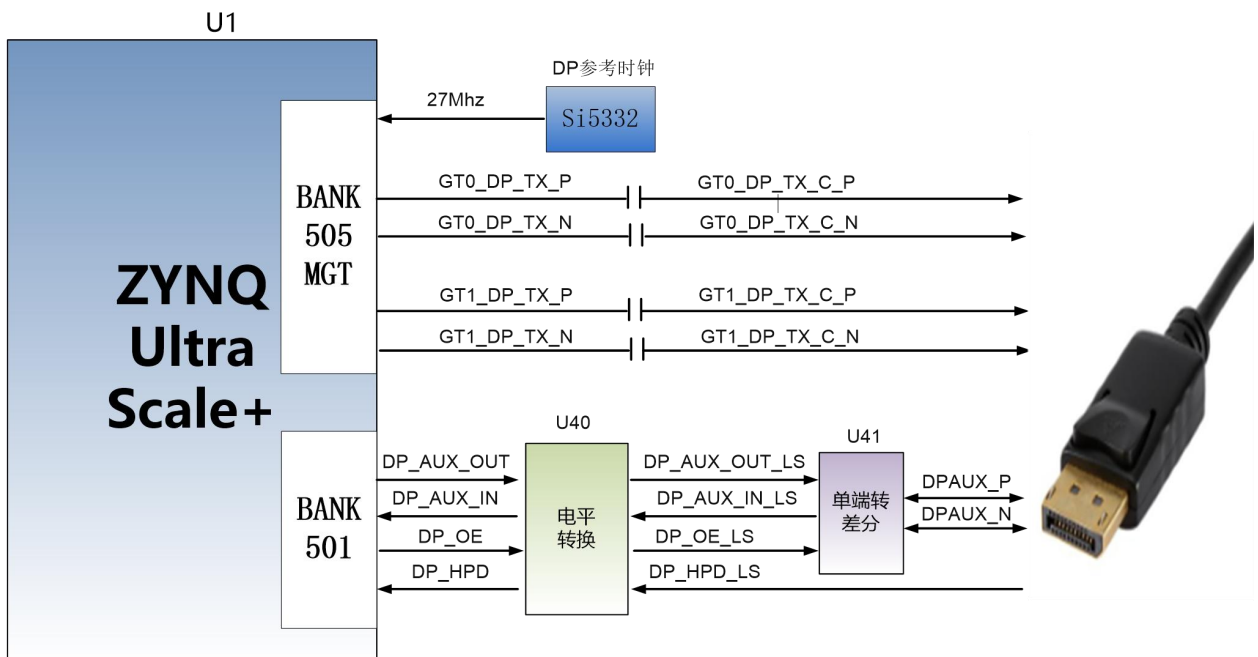 U1
DP参考时钟
27Mhz
Si5332
GT0_DP_TX_P
GT0_DP_TX_C_P
BANK
505
MGT
GT0_DP_TX_N
GT0_DP_TX_C_N
ZYNQ
Ultra
Scale+
GT1_DP_TX_P
GT1_DP_TX_C_P
GT1_DP_TX_N
GT1_DP_TX_C_N
U40
U41
BANK
501
DP_AUX_OUT
DP_AUX_IN
DP_OE
DP_HPD
电平
转换
DP_AUX_OUT_LS
DP_AUX_IN_LS
DP_OE_LS
DP_HPD_LS
单端转
差分
DPAUX_P
DPAUX_N